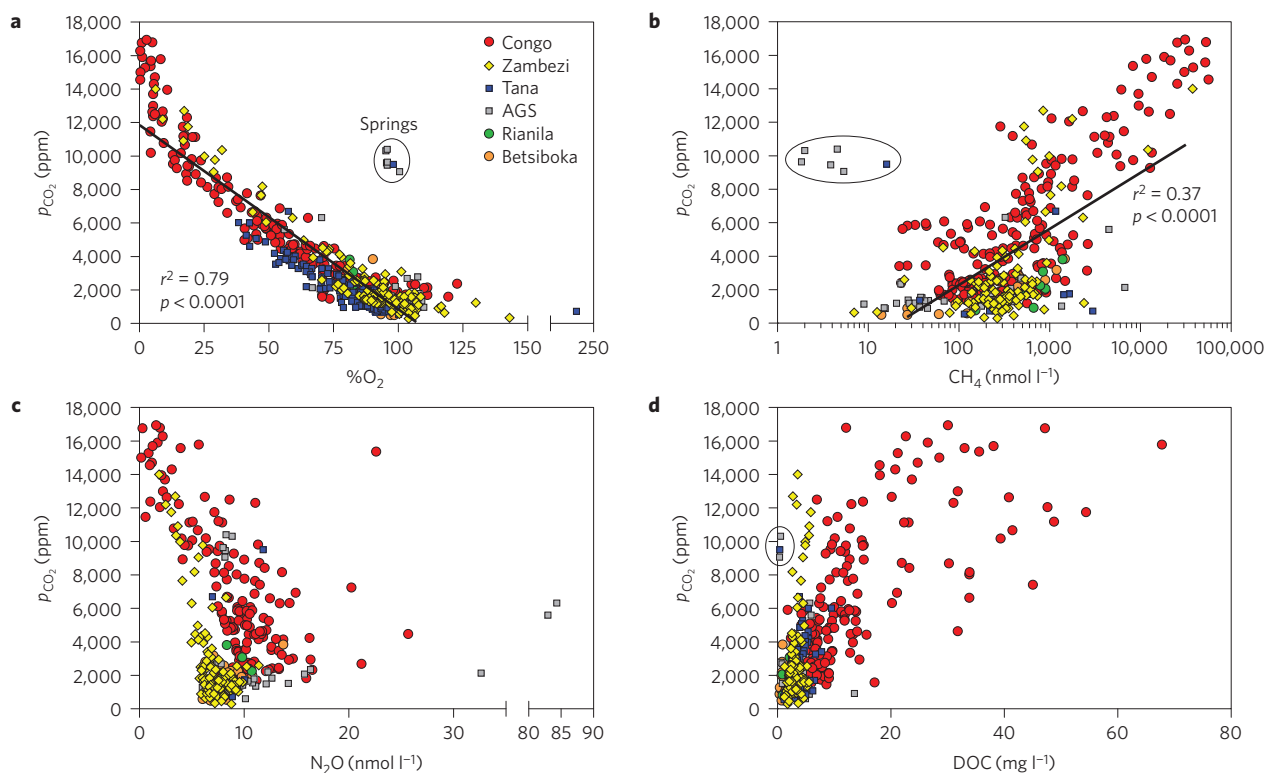 a
18,000
16,000
14,000
12,000
10,000
8,000
6,000
4,000
2,000
0
pCO2 (ppm)
Congo
Zambezi
Tana
AGS
Rianila
Betsiboka
Springs
r² = 0.79
p < 0.0001
0 25 50 75 100 125 150 250
%O₂
b
18,000
16,000
14,000
12,000
10,000
8,000
6,000
4,000
2,000
0
pCO2 (ppm)
r² = 0.37
p < 0.0001
1 10 100 1,000 10,000 100,000
CH₄ (nmol l⁻¹)
c
18,000
16,000
14,000
12,000
10,000
8,000
6,000
4,000
2,000
0
pCO2 (ppm)
0 10 20 30 80 85 90
N₂O (nmol l⁻¹)
d
18,000
16,000
14,000
12,000
10,000
8,000
6,000
4,000
2,000
0
pCO2 (ppm)
0 20 40 60 80
DOC (mg l⁻¹)